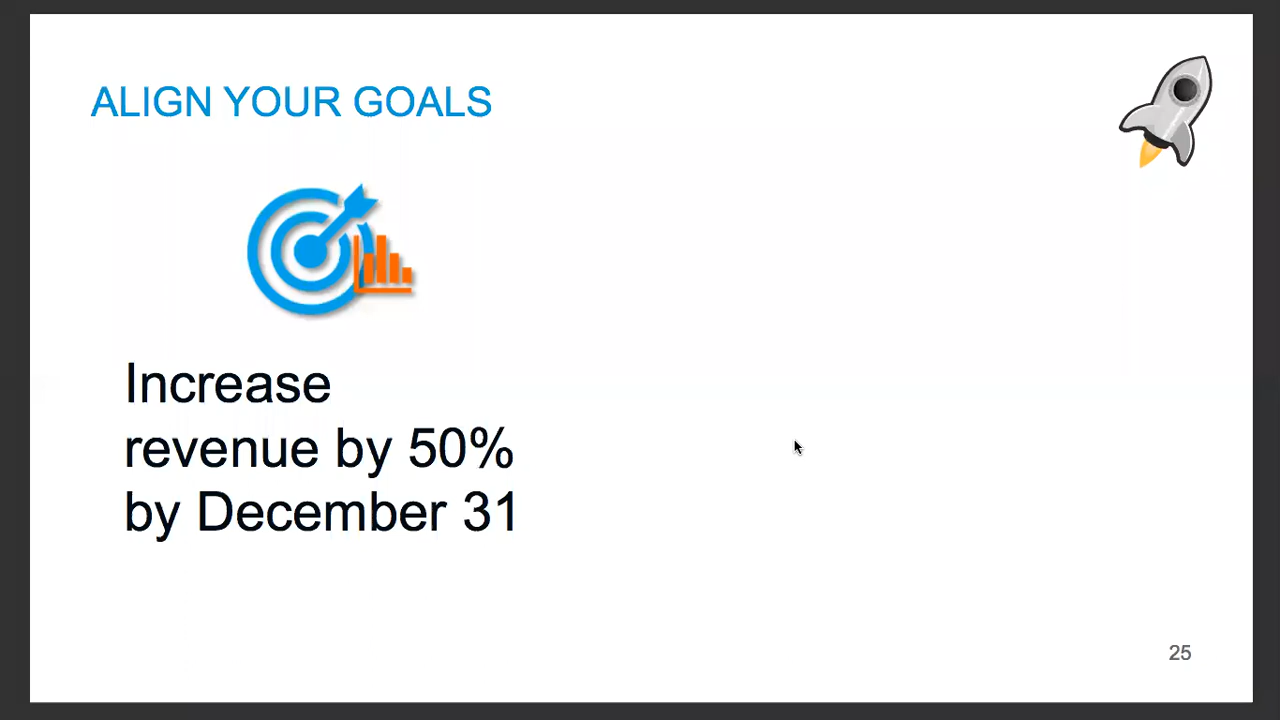 ALIGN YOUR GOALS
Increase
revenue by 50%
by December 31
25